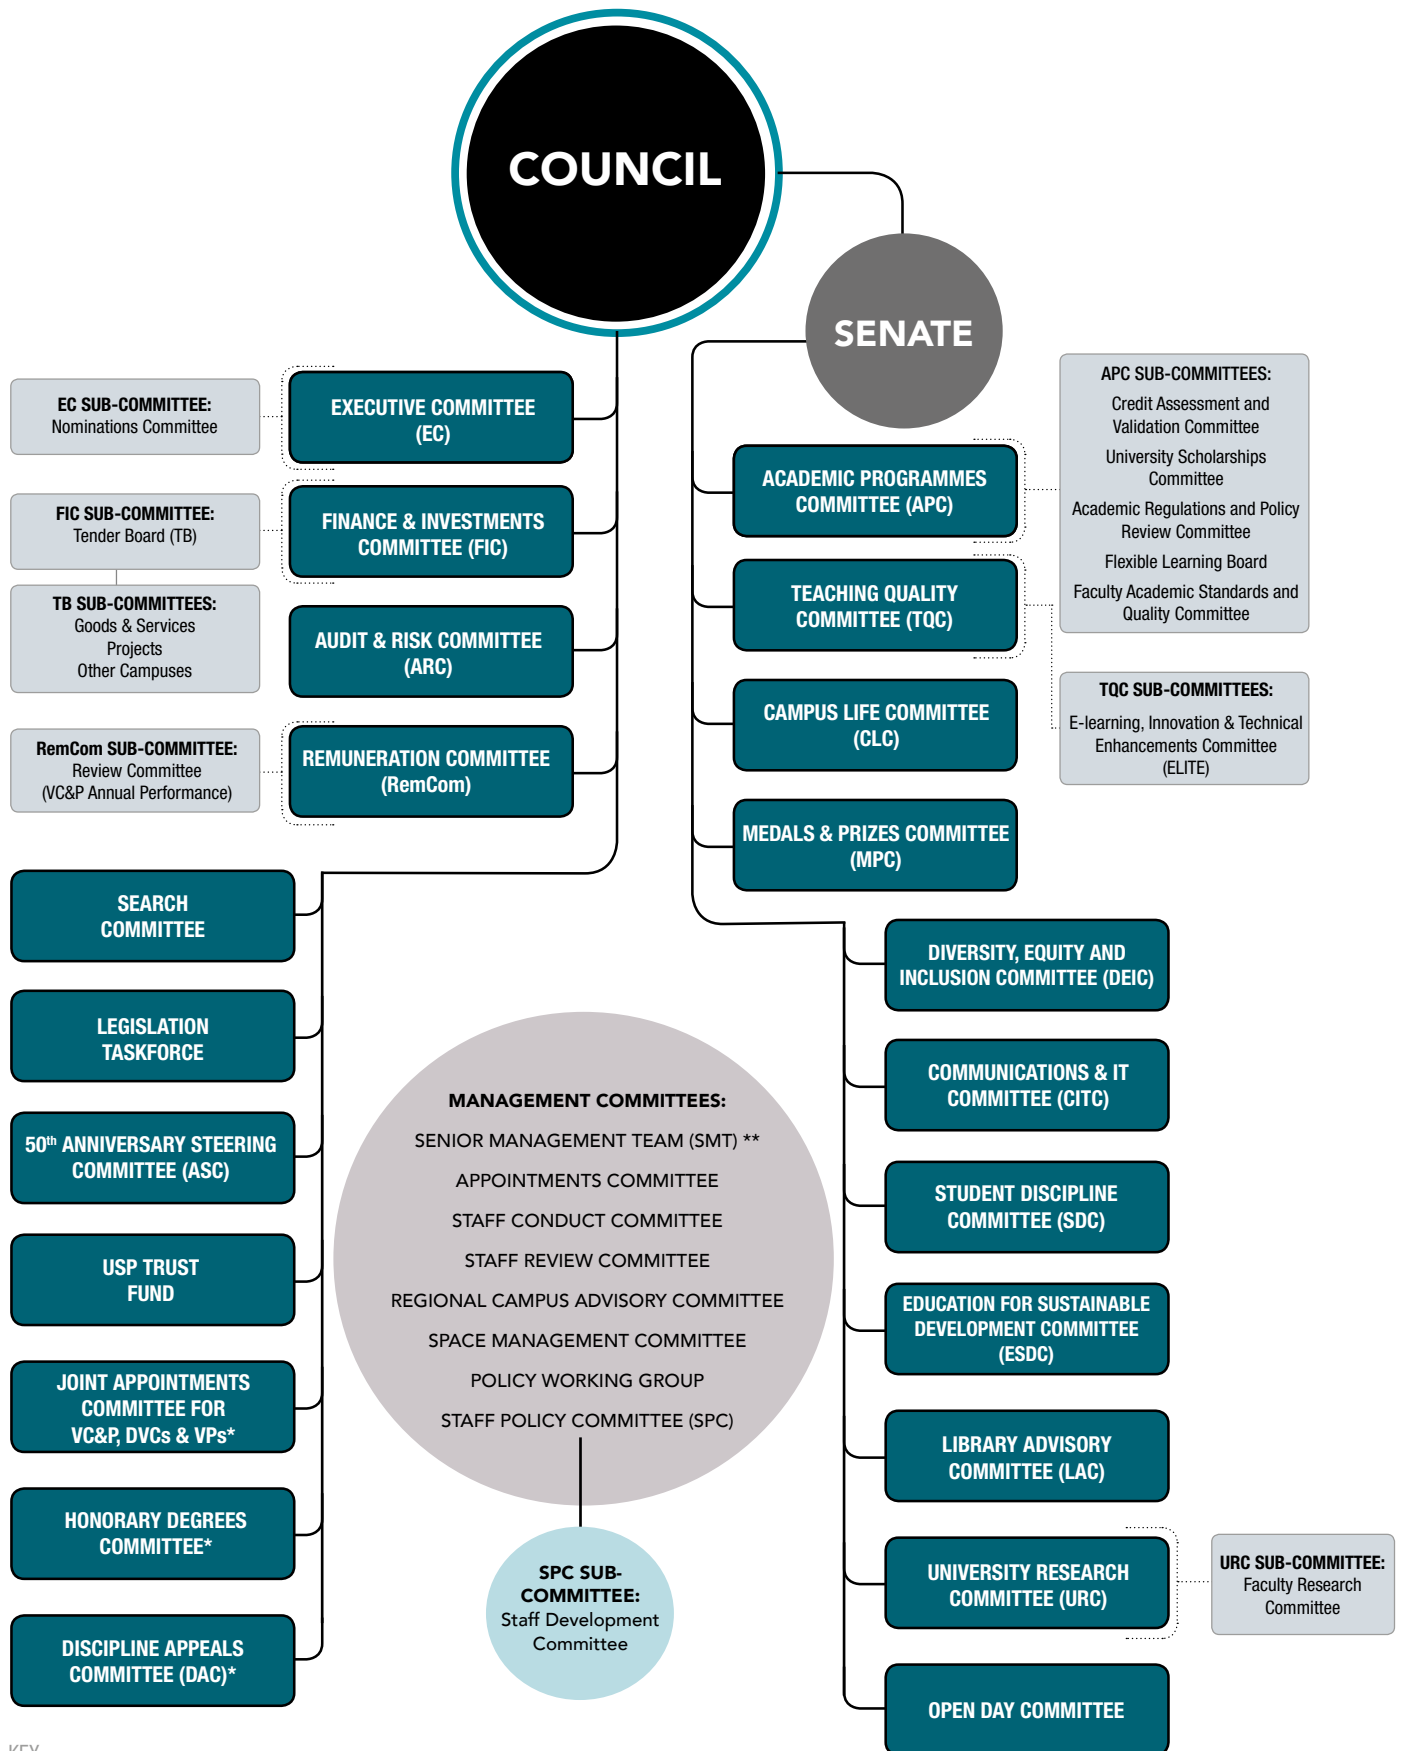 COUNCIL
SENATE
EC SUB-COMMITTEE:
Nominations Committee
EXECUTIVE COMMITTEE
(EC)
FIC SUB-COMMITTEE:
Tender Board (TB)
FINANCE & INVESTMENTS
COMMITTEE (FIC)
TB SUB-COMMITTEES:
Goods & Services
Projects
Other Campuses
AUDIT & RISK COMMITTEE
(ARC)
RemCom SUB-COMMITTEE:
Review Committee
(VC&P Annual Performance)
REMUNERATION COMMITTEE
(RemCom)
SEARCH
COMMITTEE
LEGISLATION
TASKFORCE
50th ANNIVERSARY STEERING
COMMITTEE (ASC)
USP TRUST
FUND
JOINT APPOINTMENTS
COMMITTEE FOR
VC&P, DVCs & VPs*
HONORARY DEGREES
COMMITTEE*
DISCIPLINE APPEALS
COMMITTEE (DAC)*
MANAGEMENT COMMITTEES:
SENIOR MANAGEMENT TEAM (SMT) **
APPOINTMENTS COMMITTEE
STAFF CONDUCT COMMITTEE
STAFF REVIEW COMMITTEE
REGIONAL CAMPUS ADVISORY COMMITTEE
SPACE MANAGEMENT COMMITTEE
POLICY WORKING GROUP
STAFF POLICY COMMITTEE (SPC)
SPC SUB-
COMMITTEE:
Staff Development
Committee
ACADEMIC PROGRAMMES
COMMITTEE (APC)
APC SUB-COMMITTEES:
Credit Assessment and
Validation Committee
University Scholarships
Committee
Academic Regulations and Policy
Review Committee
Flexible Learning Board
Faculty Academic Standards and
Quality Committee
TEACHING QUALITY
COMMITTEE (TQC)
TQC SUB-COMMITTEES:
E-learning, Innovation & Technical
Enhancements Committee
(ELITE)
CAMPUS LIFE COMMITTEE
(CLC)
MEDALS & PRIZES COMMITTEE
(MPC)
DIVERSITY, EQUITY AND
INCLUSION COMMITTEE (DEIC)
COMMUNICATIONS & IT
COMMITTEE (CITC)
STUDENT DISCIPLINE
COMMITTEE (SDC)
EDUCATION FOR SUSTAINABLE
DEVELOPMENT COMMITTEE
(ESDC)
LIBRARY ADVISORY
COMMITTEE (LAC)
UNIVERSITY RESEARCH
COMMITTEE (URC)
URC SUB-COMMITTEE:
Faculty Research
Committee
OPEN DAY COMMITTEE
KEY